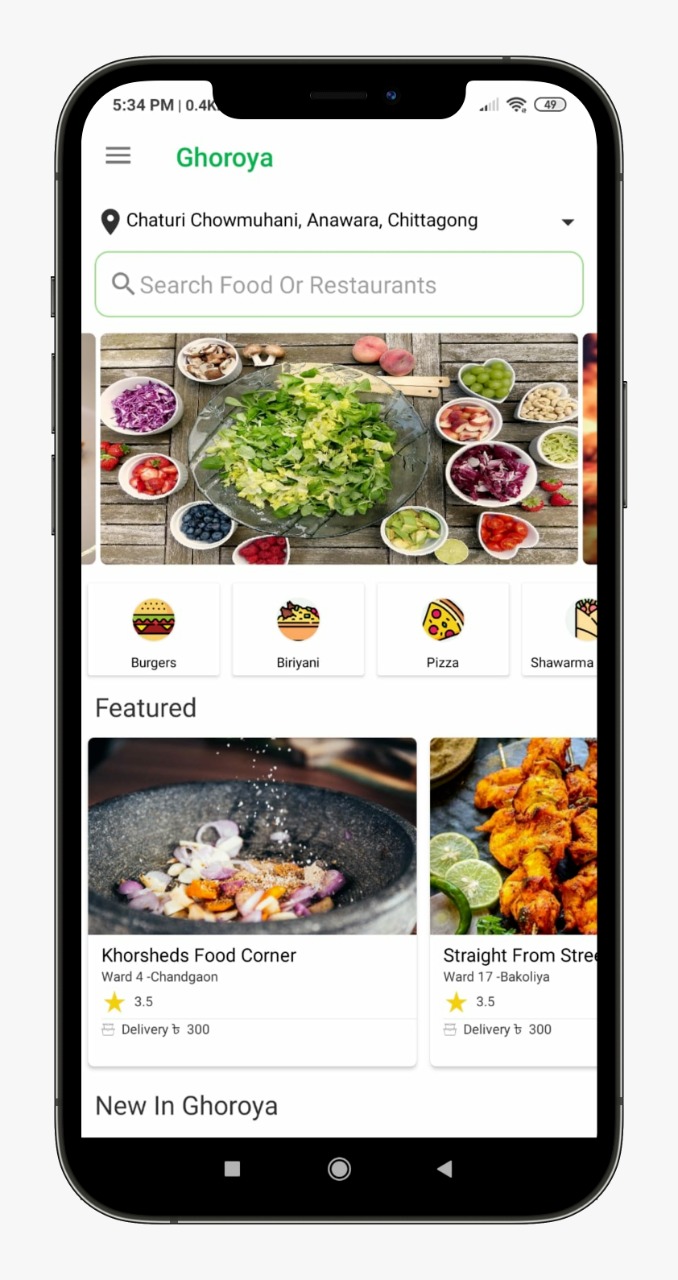 5:34 PM | 0.4K
49
Ghoroya
Chaturi Chowmuhani, Anawara, Chittagong
Search Food Or Restaurants
Burgers
Biriyani
Pizza
Shawarma
Featured
Khorsheds Food Corner
Ward 4 -Chandgaon
3.5
Delivery ৳ 300
Straight From Stree
Ward 17 -Bakoliya
3.5
Delivery ৳ 300
New In Ghoroya